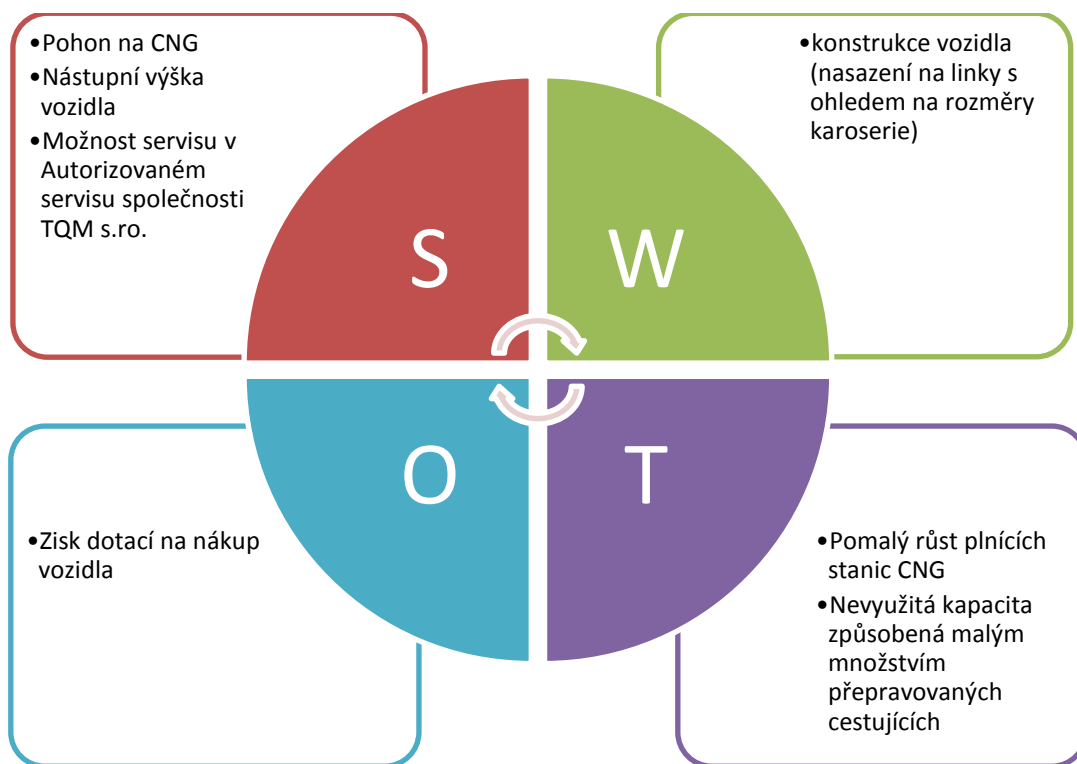 •Pohon na CNG
•Nástupní výška
vozidla
•Možnost servisu v
Autorizovaném
servisu společnosti
TQM s.ro.
•konstrukce vozidla
(nasazení na linky s
ohledem na rozměry
karoserie)
S
W
O
T
•Zisk dotací na nákup
vozidla
•Pomalý růst plnících
stanic CNG
•Nevyužitá kapacita
způsobená malým
množstvím
přepravovaných
cestujících